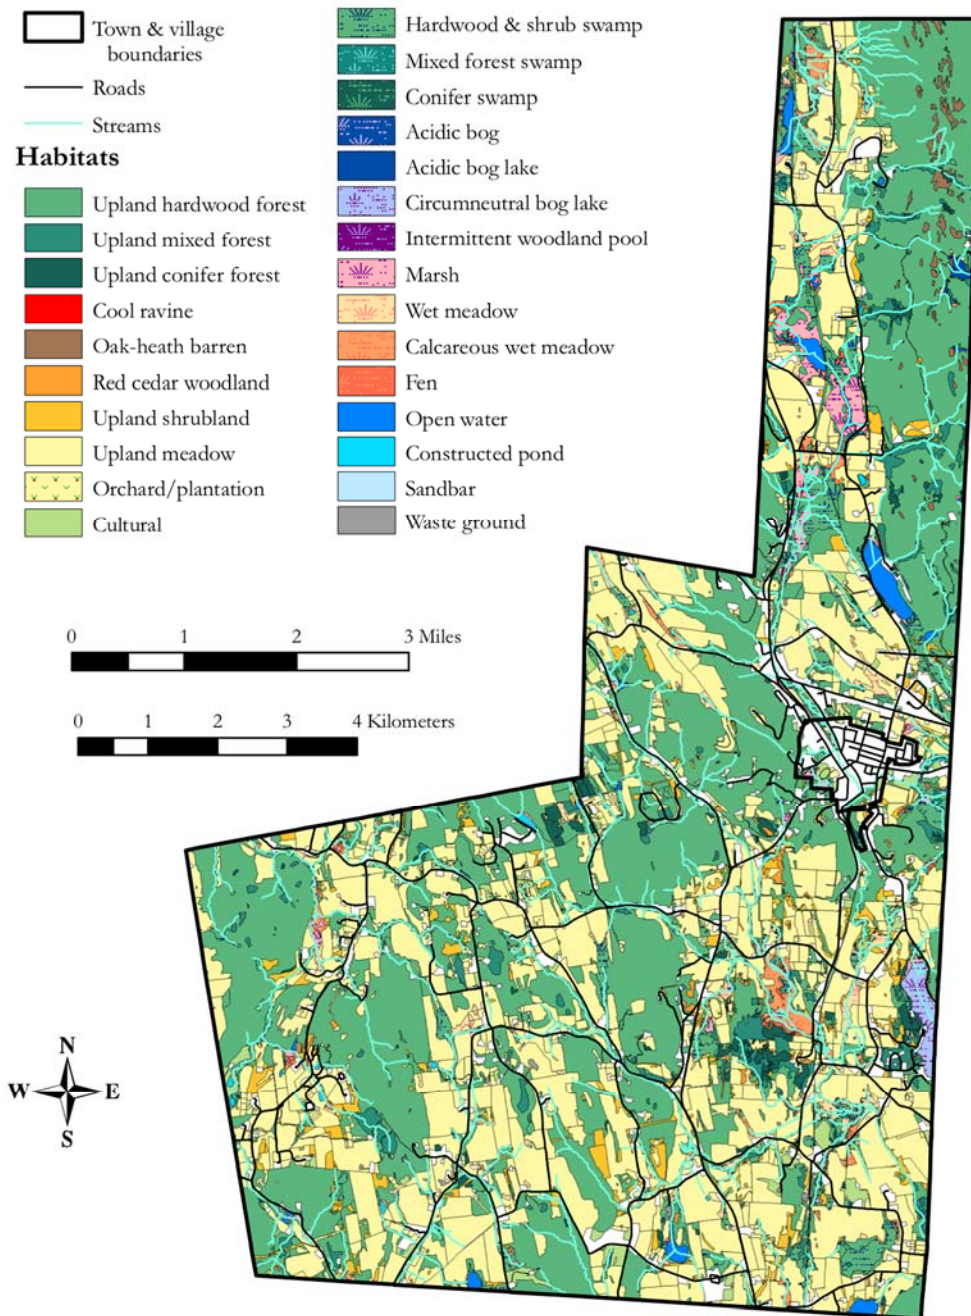 Town & village
boundaries
Roads
Streams
Habitats
Upland hardwood forest
Upland mixed forest
Upland conifer forest
Cool ravine
Oak-heath barren
Red cedar woodland
Upland shrubland
Upland meadow
Orchard/plantation
Cultural
Hardwood & shrub swamp
Mixed forest swamp
Conifer swamp
Acidic bog
Acidic bog lake
Circumneutral bog lake
Intermittent woodland pool
Marsh
Wet meadow
Calcareous wet meadow
Fen
Open water
Constructed pond
Sandbar
Waste ground
0 1 2 3 Miles
0 1 2 3 4 Kilometers
N
W E
S